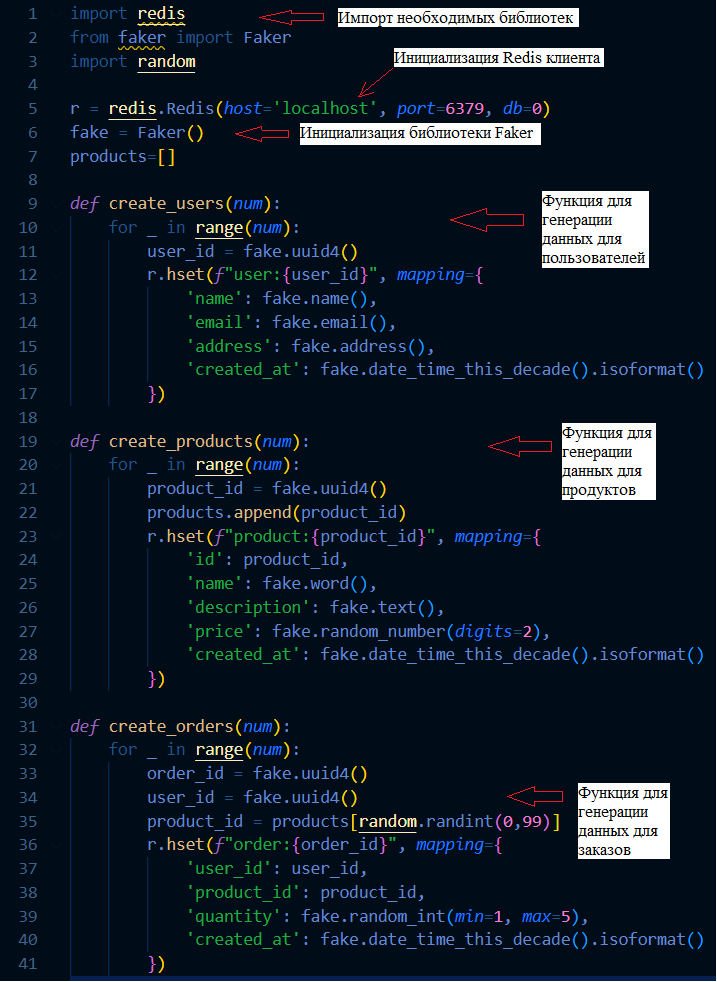 1 import redis
Импорт необходимых библиотек
2 from faker import Faker
3 import random
4
Инициализация Redis клиента
5 r = redis.Redis(host='localhost', port=6379, db=0)
6 fake = Faker()
Инициализация библиотеки Faker
7 products=[]
8
9 def create_users(num):
Функция для
генерации
данных для
пользователей
10     for _ in range(num):
11         user_id = fake.uuid4()
12         r.hset(f"user:{user_id}", mapping={
13             'name': fake.name(),
14             'email': fake.email(),
15             'address': fake.address(),
16             'created_at': fake.date_time_this_decade().isoformat()
17         })
18
19 def create_products(num):
Функция для
генерации
данных для
продуктов
20     for _ in range(num):
21         product_id = fake.uuid4()
22         products.append(product_id)
23         r.hset(f"product:{product_id}", mapping={
24             'id': product_id,
25             'name': fake.word(),
26             'description': fake.text(),
27             'price': fake.random_number(digits=2),
28             'created_at': fake.date_time_this_decade().isoformat()
29         })
30
31 def create_orders(num):
32     for _ in range(num):
33         order_id = fake.uuid4()
34         user_id = fake.uuid4()
Функция для
генерации
данных для
заказов
35         product_id = products[random.randint(0,99)]
36         r.hset(f"order:{order_id}", mapping={
37             'user_id': user_id,
38             'product_id': product_id,
39             'quantity': fake.random_int(min=1, max=5),
40             'created_at': fake.date_time_this_decade().isoformat()
41         })